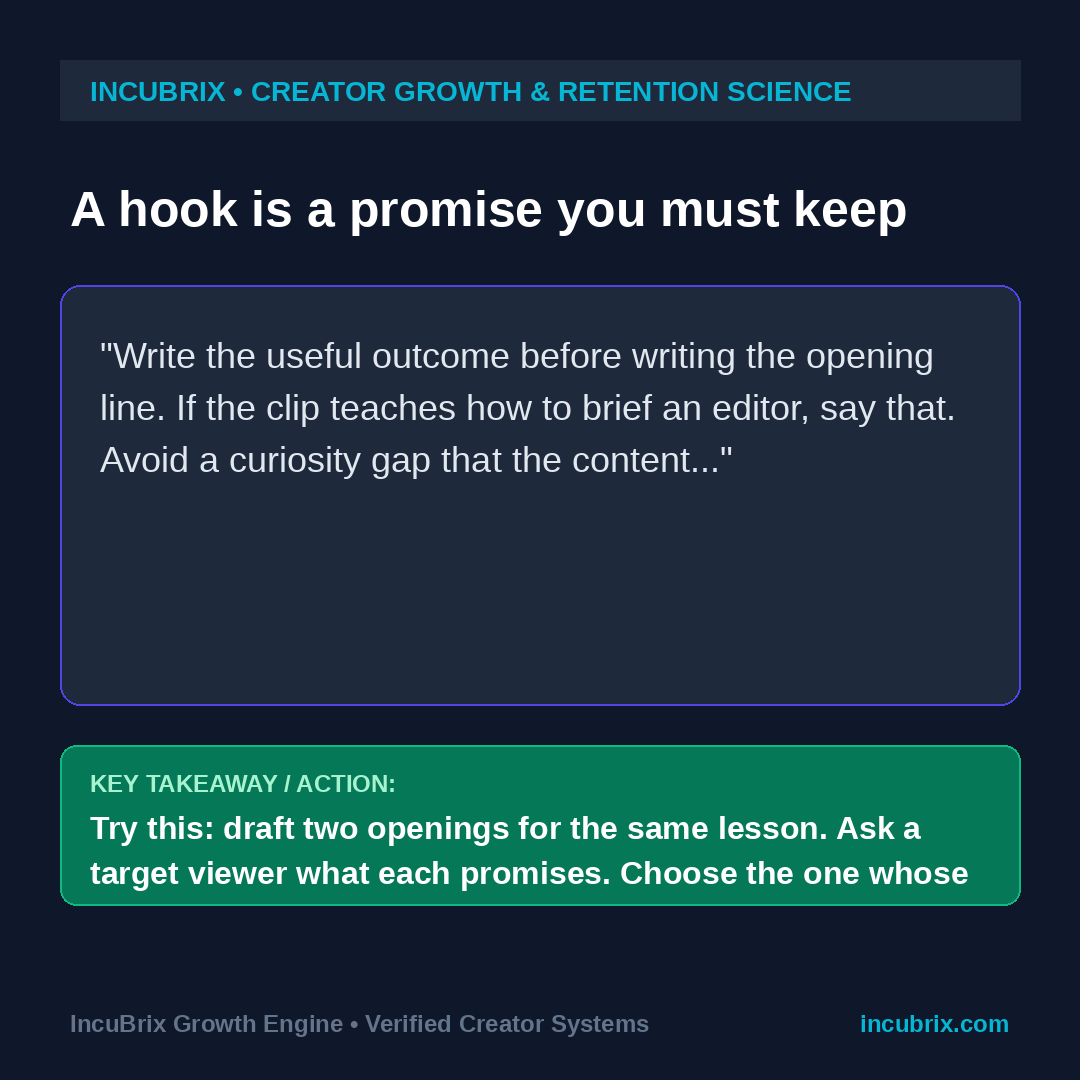 INCUBRIX • CREATOR GROWTH & RETENTION SCIENCE
A hook is a promise you must keep
"Write the useful outcome before writing the opening
line. If the clip teaches how to brief an editor, say that.
Avoid a curiosity gap that the content..."
KEY TAKEAWAY / ACTION:
Try this: draft two openings for the same lesson. Ask a
target viewer what each promises. Choose the one whose
IncuBrix Growth Engine • Verified Creator Systems
incubrix.com